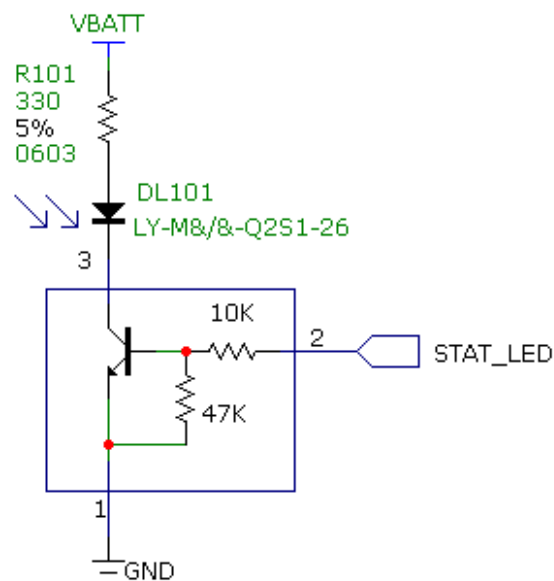 VBATT
R101
330
5%
0603
DL101
LY-M&/&-Q2S1-26
3
10K
2
STAT_LED
47K
1
GND